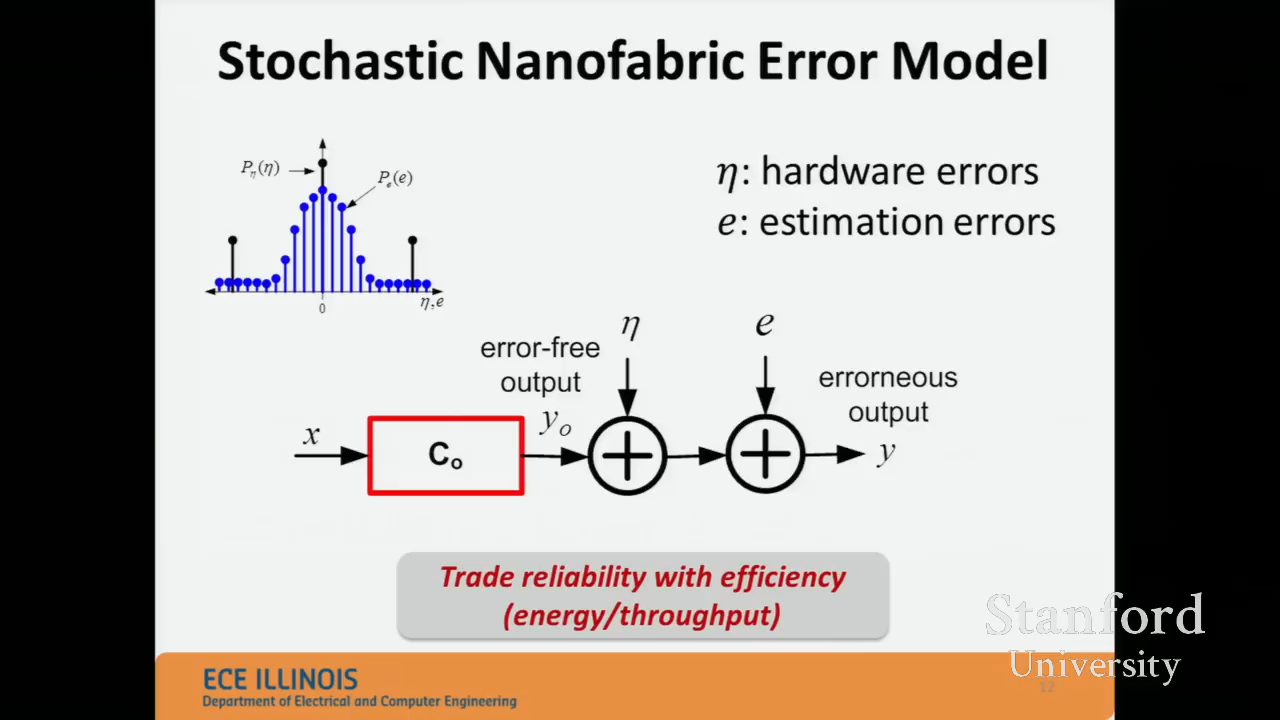 Stochastic Nanofabric Error Model
Pη(η)
Pe(e)
η,e
0
η: hardware errors
e: estimation errors
η
e
error-free
output
yo
errorneous
output
y
x
Co
Trade reliability with efficiency
(energy/throughput)
Stanford
University
ECE ILLINOIS
Department of Electrical and Computer Engineering
12